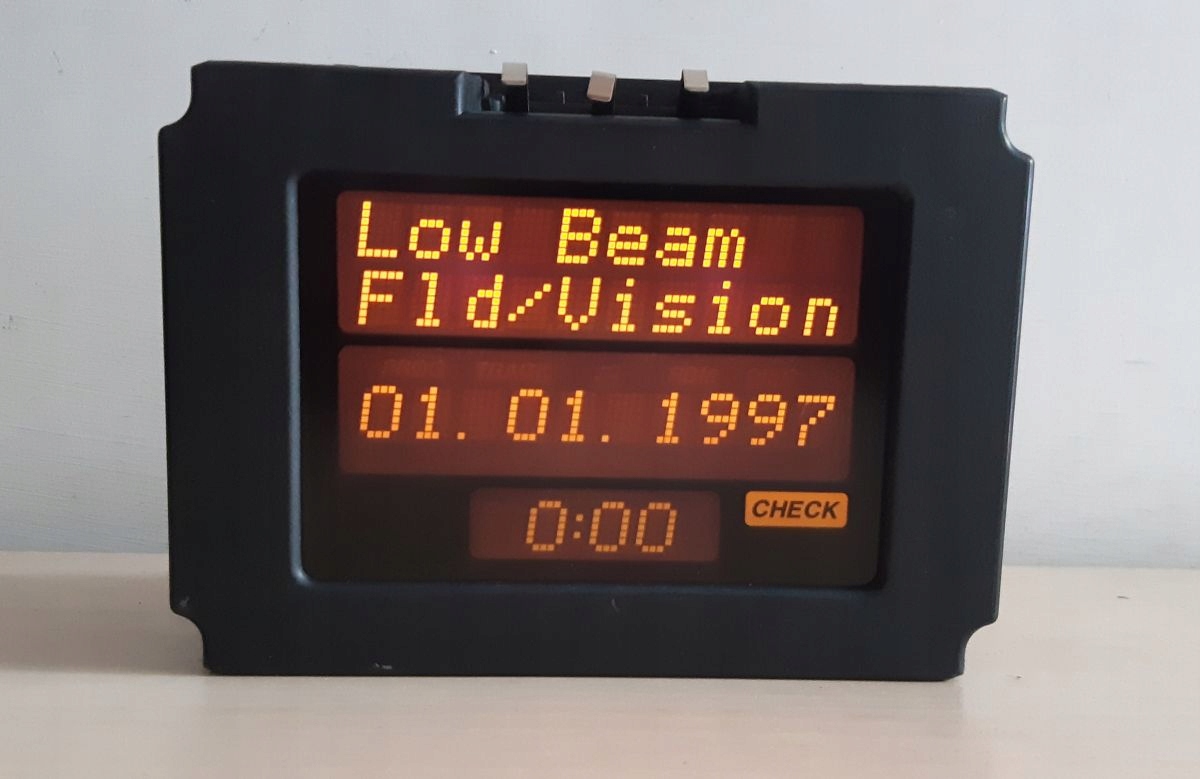 Low Beam
Fld/Vision
01. 01. 1997
0:00
CHECK